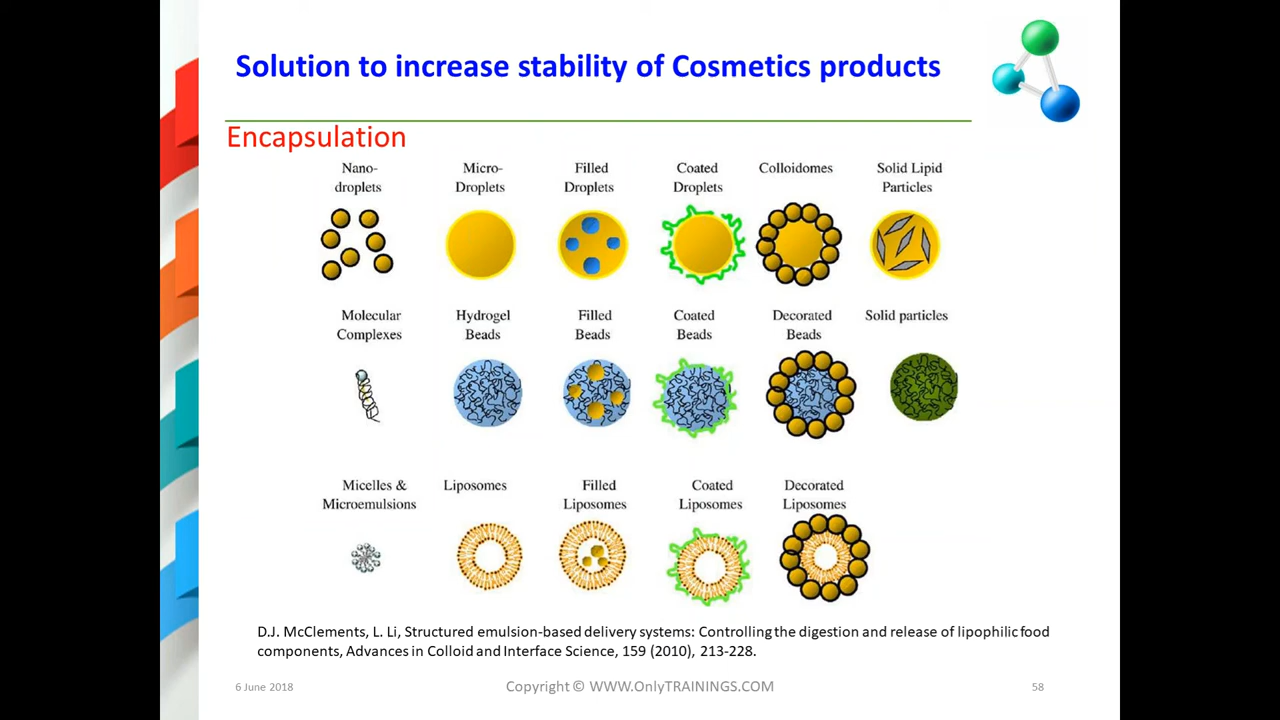 Solution to increase stability of Cosmetics products
Encapsulation
Nano-
droplets
Micro-
Droplets
Filled
Droplets
Coated
Droplets
Colloidomes
Solid Lipid
Particles
Molecular
Complexes
Hydrogel
Beads
Filled
Beads
Coated
Beads
Decorated
Beads
Solid particles
Micelles &
Microemulsions
Liposomes
Filled
Liposomes
Coated
Liposomes
Decorated
Liposomes
D.J. McClements, L. Li, Structured emulsion-based delivery systems: Controlling the digestion and release of lipophilic food
components, Advances in Colloid and Interface Science, 159 (2010), 213-228.
6 June 2018
Copyright © WWW.OnlyTRAININGS.COM
58